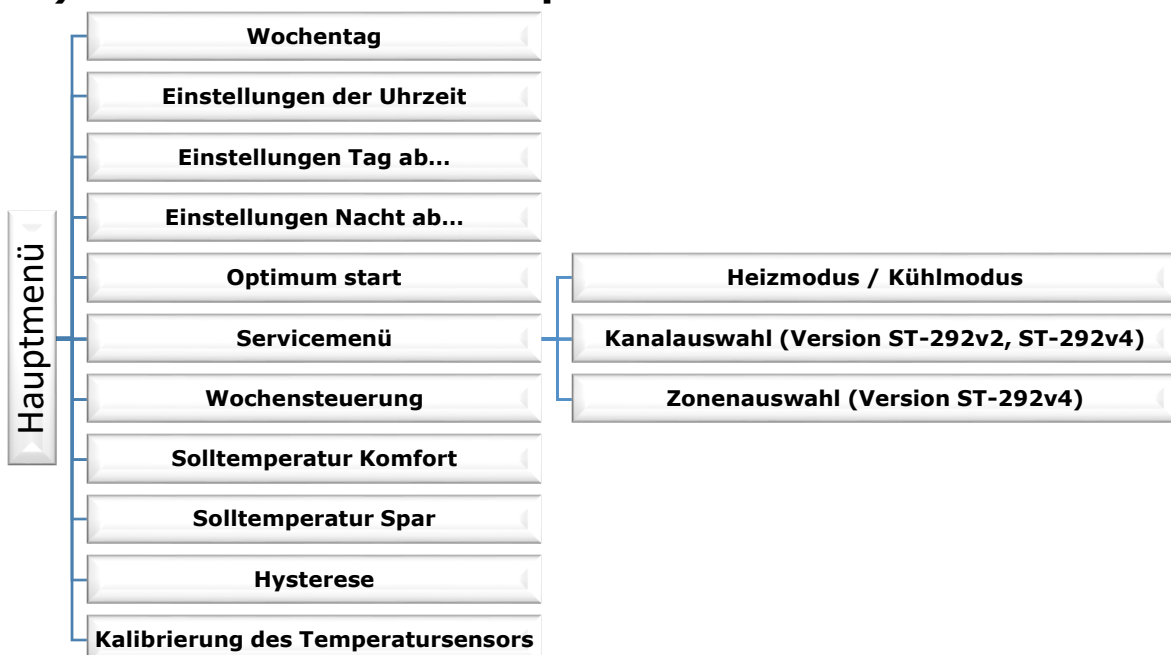 Hauptmenü
Wochentag
Einstellungen der Uhrzeit
Einstellungen Tag ab...
Einstellungen Nacht ab...
Optimum start
Servicemenü
Heizmodus / Kühlmodus
Kanalauswahl (Version ST-292v2, ST-292v4)
Zonenauswahl (Version ST-292v4)
Wochensteuerung
Solltemperatur Komfort
Solltemperatur Spar
Hysterese
Kalibrierung des Temperatursensors